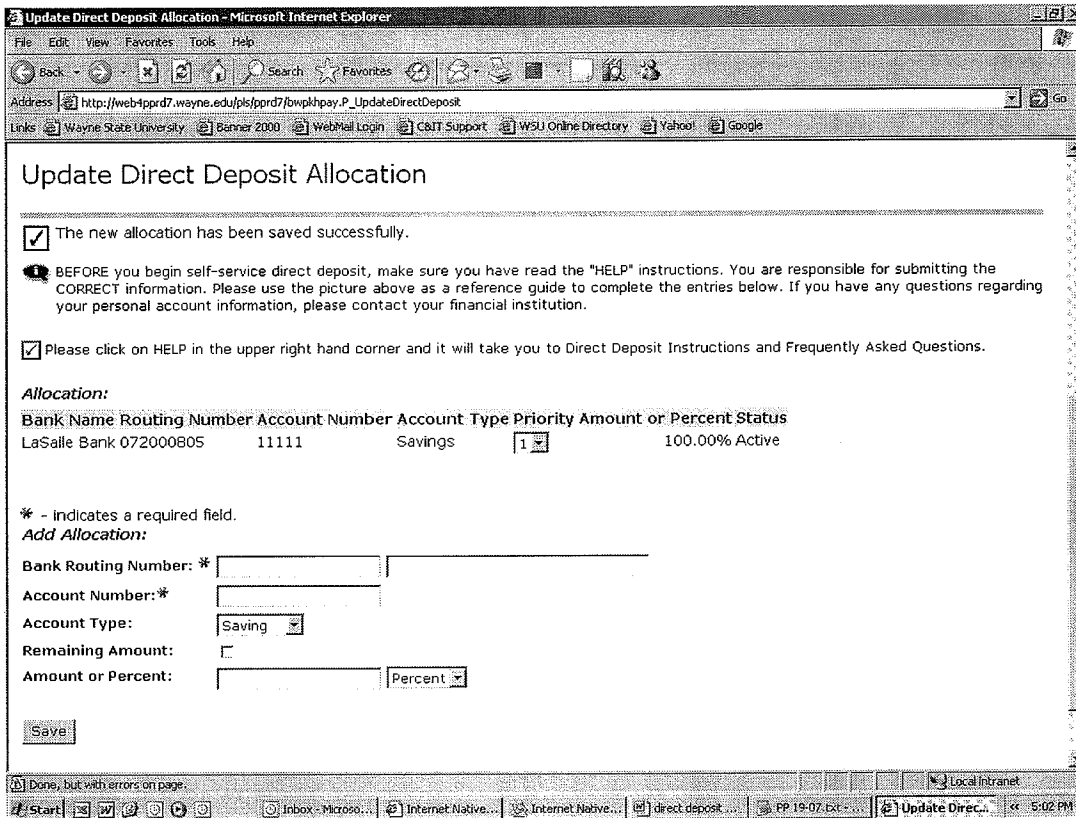 Update Direct Deposit Allocation - Microsoft Internet Explorer
File Edit View Favorites Tools Help
Back Search Favorites
Address http://web4pprd7.wayne.edu/pls/pprd7/bwpkhpay.P_UpdateDirectDeposit Go
Links Wayne State University Banner 2000 WebMail Login C&IT Support WSU Online Directory Yahoo! Google
Update Direct Deposit Allocation
The new allocation has been saved successfully.
BEFORE you begin self-service direct deposit, make sure you have read the "HELP" instructions. You are responsible for submitting the
CORRECT information. Please use the picture above as a reference guide to complete the entries below. If you have any questions regarding
your personal account information, please contact your financial institution.
Please click on HELP in the upper right hand corner and it will take you to Direct Deposit Instructions and Frequently Asked Questions.
Allocation:
Bank Name Routing Number Account Number Account Type Priority Amount or Percent Status
LaSalle Bank 072000805 11111 Savings 1 100.00% Active
* - indicates a required field.
Add Allocation:
Bank Routing Number: *
Account Number:*
Account Type: Saving
Remaining Amount:
Amount or Percent: Percent
Save
Done, but with errors on page. Local intranet
Start Inbox - Microso... Internet Native... Internet Native... direct deposit ... PP 19-07.txt - ... Update Direc... « 5:02 PM